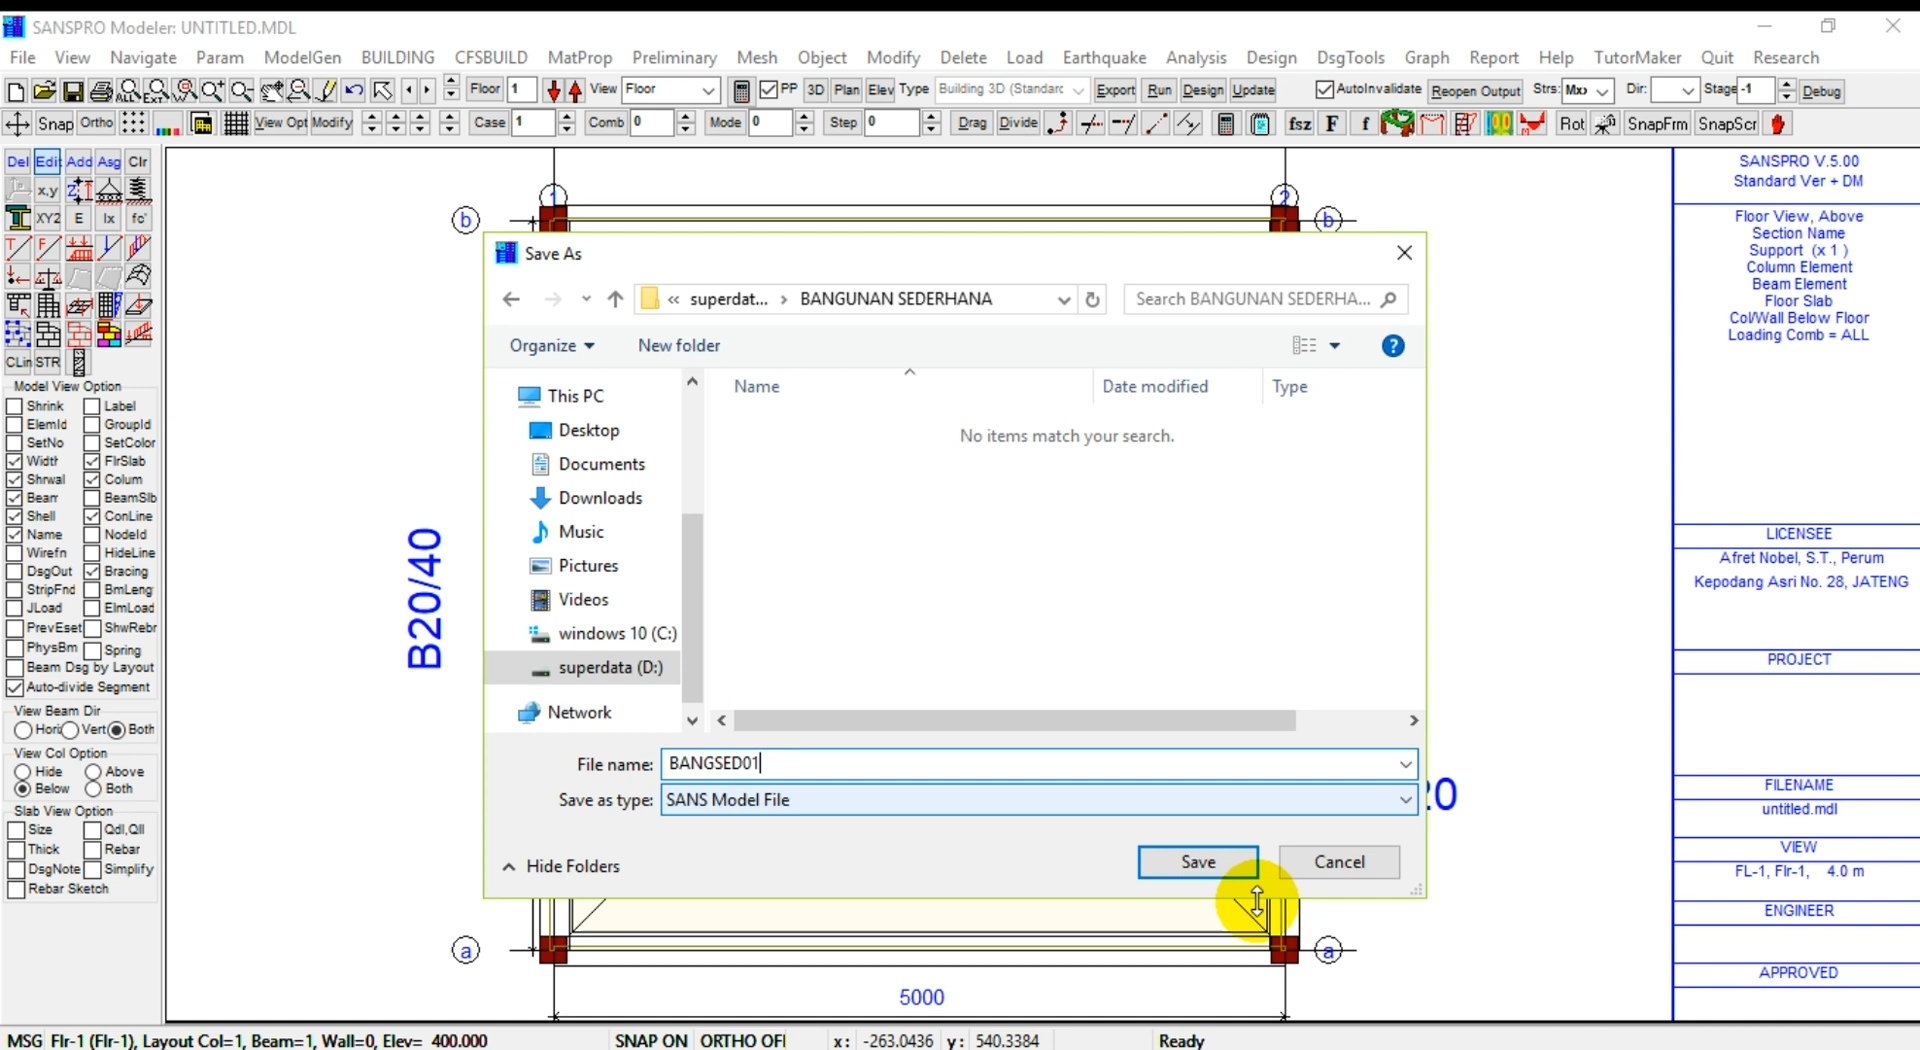 SANSPRO Modeler: UNTITLED.MDL
File View Navigate Param ModelGen BUILDING CFSBUILD MatProp Preliminary Mesh Object Modify Delete Load Earthquake Analysis Design DsgTools Graph Report Help TutorMaker Quit Research
ALL EXT Floor 1 View Floor PP 3D Plan Elev Type Building 3D (Standarc Export Run Design Update AutoInvalidate Reopen Output Strs: Mxx Dir: Stage -1 Debug
Snap Ortho View Opt Modify Case 1 Comb 0 Mode 0 Step 0 Drag Divide fsz F f Rot SnapFrm SnapScr
Del Edit Add Asg Clr
x,y Z
XYZ E Ix fc'
T F
CLin STR
Model View Option
Shrink Label
ElemId GroupId
SetNo SetColor
Width FlrSlab
Shrwal Colum
Bearr BeamSlb
Shell ConLine
Name NodeId
Wirefn HideLine
DsgOut Bracing
StripFnd BmLeng
JLoad ElmLoad
PrevEset ShwRebr
PhysBm Spring
Beam Dsg by Layout
Auto-divide Segment
View Beam Dir
Hori Vert Both
View Col Option
Hide Above
Below Both
Slab View Option
Size Qdl,Qll
Thick Rebar
DsgNote Simplify
Rebar Sketch
1 2
b b
B20/40
Save As
« superdat... › BANGUNAN SEDERHANA
Search BANGUNAN SEDERHA...
Organize New folder
This PC
Desktop
Documents
Downloads
Music
Pictures
Videos
windows 10 (C:)
superdata (D:)
Network
Name Date modified Type
No items match your search.
File name: BANGSED01
Save as type: SANS Model File
Hide Folders
Save Cancel
20
a a
5000
SANSPRO V.5.00
Standard Ver + DM
Floor View, Above
Section Name
Support (x 1 )
Column Element
Beam Element
Floor Slab
Col/Wall Below Floor
Loading Comb = ALL
LICENSEE
Afret Nobel, S.T., Perum
Kepodang Asri No. 28, JATENG
PROJECT
FILENAME
untitled.mdl
VIEW
FL-1, Flr-1, 4.0 m
ENGINEER
APPROVED
MSG Flr-1 (Flr-1), Layout Col=1, Beam=1, Wall=0, Elev= 400.000 SNAP ON ORTHO OFI x: -263.0436 y: 540.3384 Ready